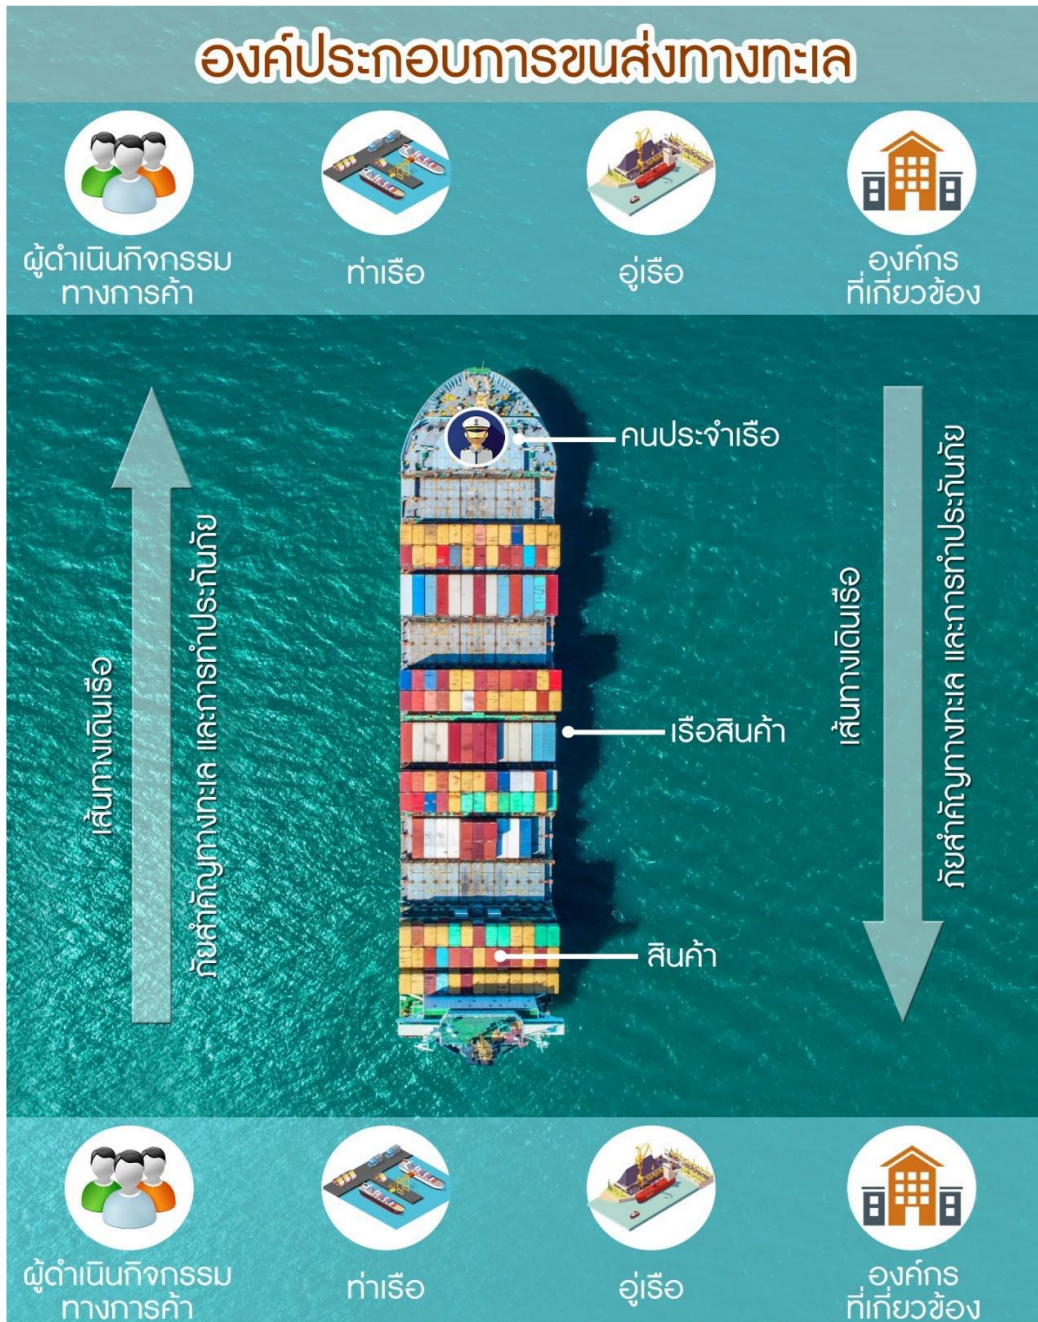 องค์ประกอบการขนส่งทางทะเล
ผู้ดำเนินกิจกรรม
ทางการค้า
ท่าเรือ
อู่เรือ
องค์กร
ที่เกี่ยวข้อง
คนประจำเรือ
เรือสินค้า
สินค้า
เส้นทางเดินเรือ
ภัยสำคัญทางทะเล และการทำประกันภัย
เส้นทางเดินเรือ
ภัยสำคัญทางทะเล และการทำประกันภัย
ผู้ดำเนินกิจกรรม
ทางการค้า
ท่าเรือ
อู่เรือ
องค์กร
ที่เกี่ยวข้อง